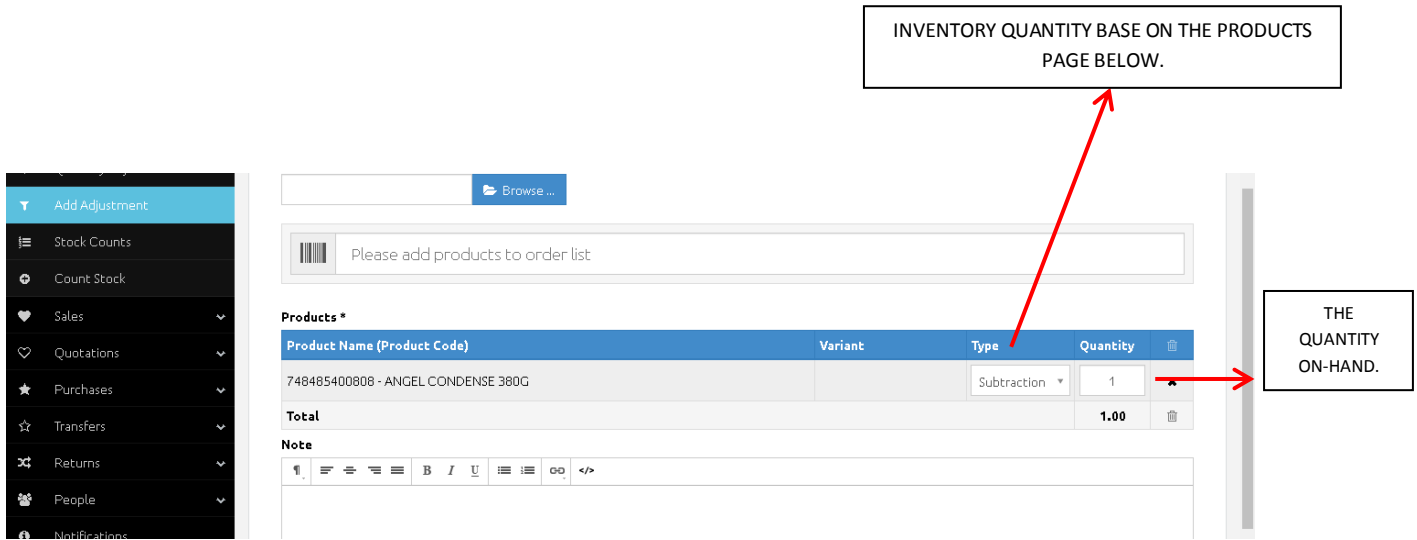 INVENTORY QUANTITY BASE ON THE PRODUCTS
PAGE BELOW.
Browse ...
Add Adjustment
Stock Counts
Please add products to order list
Count Stock
Sales
Products *
THE
QUANTITY
ON-HAND.
Product Name (Product Code) Variant Type Quantity
Quotations
748485400808 - ANGEL CONDENSE 380G Subtraction 1
Purchases
Total 1.00
Transfers
Note
Returns
B I U </>
People
Notifications